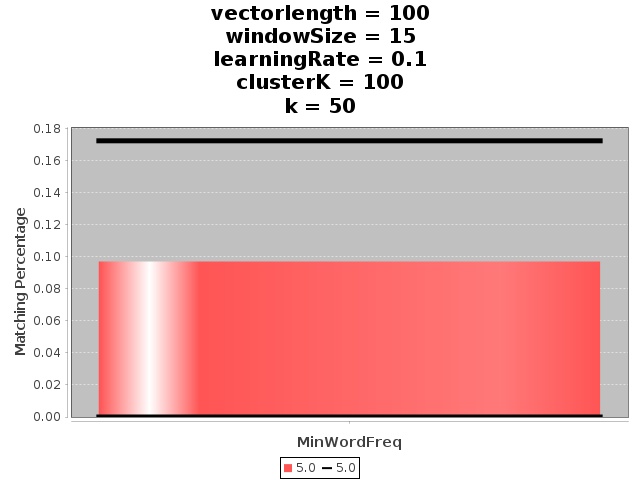 vectorlength = 100
windowSize = 15
learningRate = 0.1
clusterK = 100
k = 50
0.18
0.16
0.14
0.12
0.10
0.08
0.06
0.04
0.02
0.00
Matching Percentage
MinWordFreq
5.0 5.0